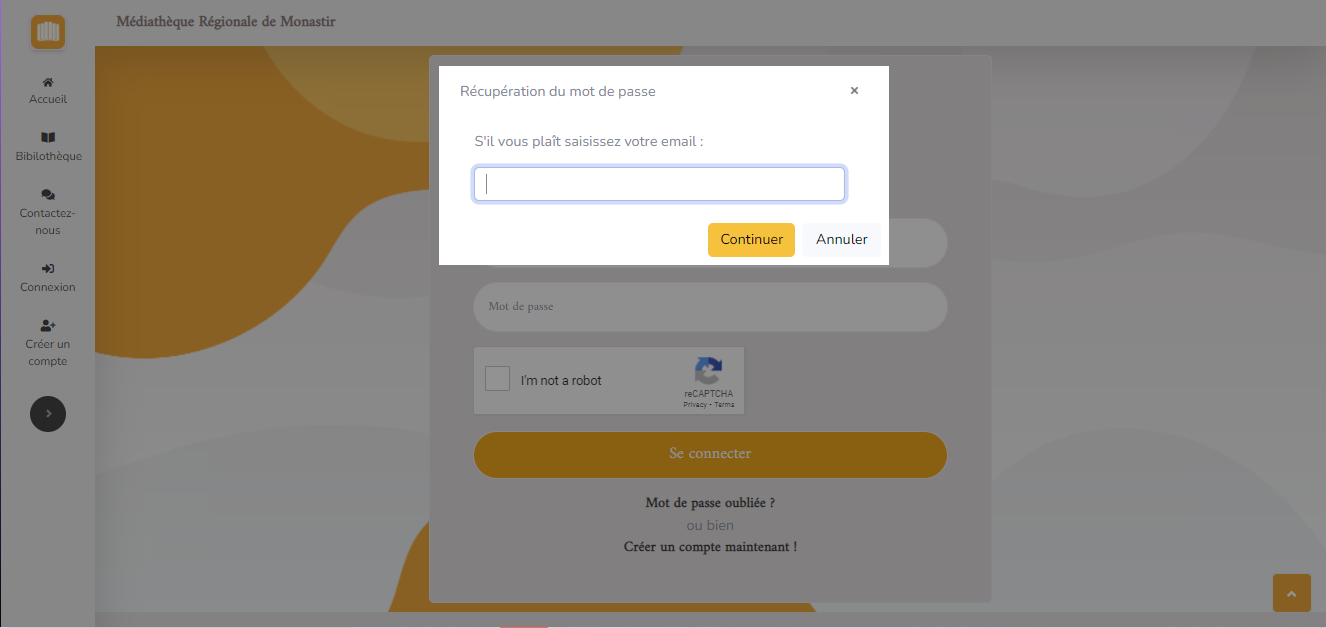 Médiathèque Régionale de Monastir
Accueil
Bibilothèque
Contactez-
nous
Connexion
Créer un
compte
Récupération du mot de passe
×
S'il vous plaît saisissez votre email :
Continuer
Annuler
Mot de passe
I'm not a robot
reCAPTCHA
Privacy - Terms
Se connecter
Mot de passe oubliée ?
ou bien
Créer un compte maintenant !